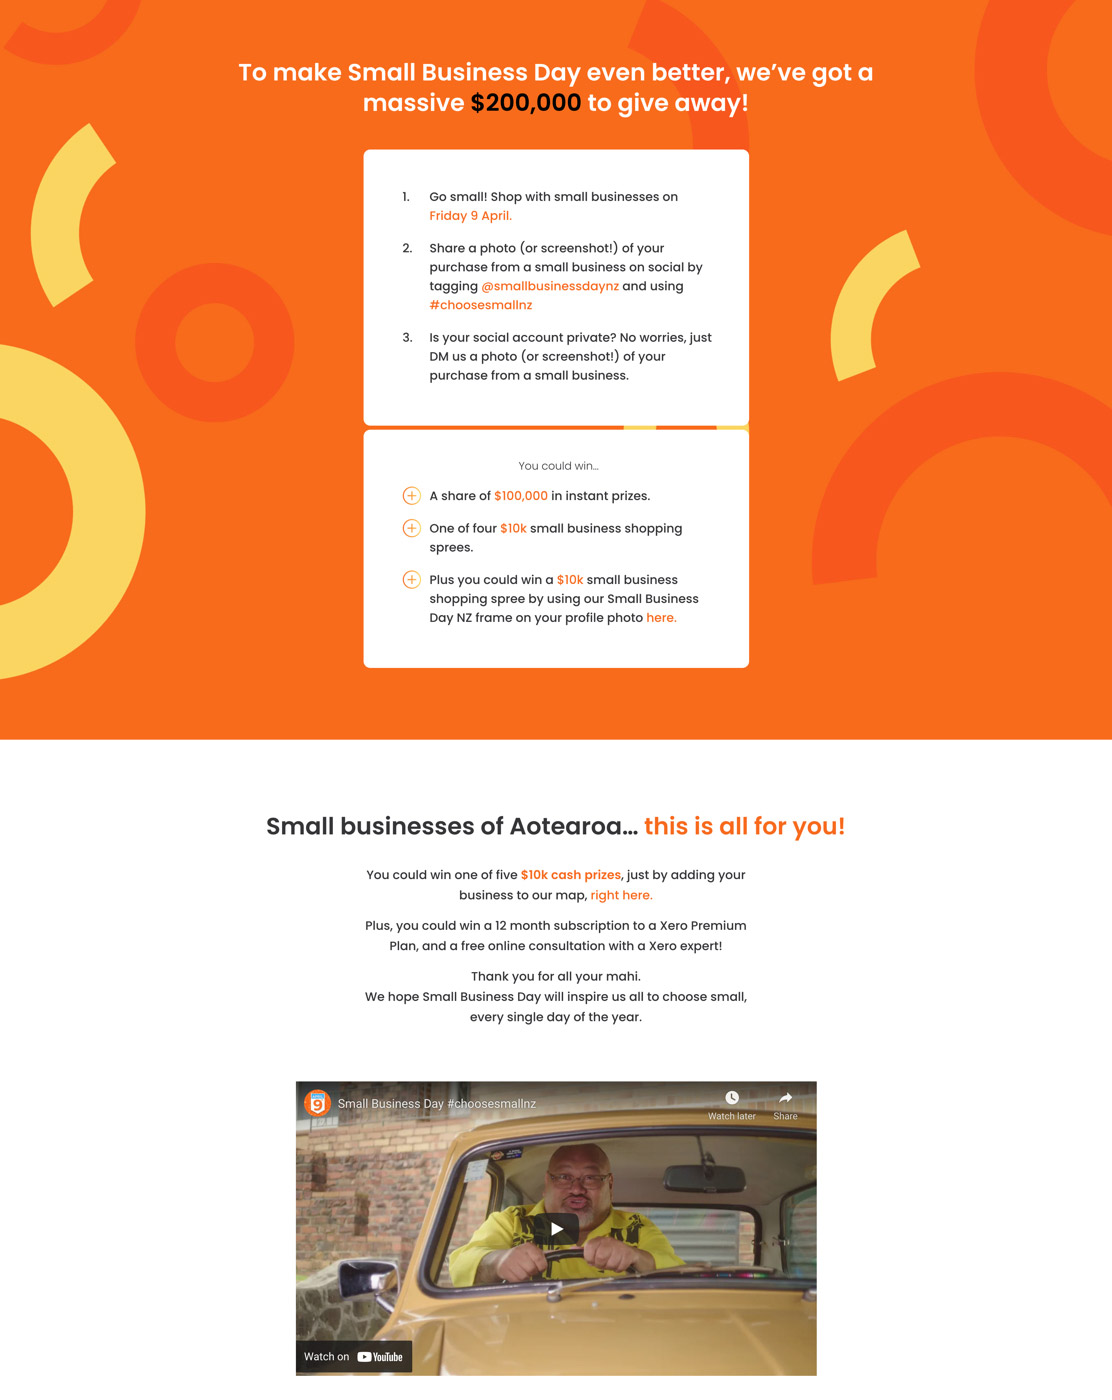 To make Small Business Day even better, we’ve got a
massive $200,000 to give away!
1. Go small! Shop with small businesses on
Friday 9 April.
2. Share a photo (or screenshot!) of your
purchase from a small business on social by
tagging @smallbusinessdaynz and using
#choosesmallnz
3. Is your social account private? No worries, just
DM us a photo (or screenshot!) of your
purchase from a small business.
You could win…
A share of $100,000 in instant prizes.
One of four $10k small business shopping
sprees.
Plus you could win a $10k small business
shopping spree by using our Small Business
Day NZ frame on your profile photo here.
Small businesses of Aotearoa… this is all for you!
You could win one of five $10k cash prizes, just by adding your
business to our map, right here.
Plus, you could win a 12 month subscription to a Xero Premium
Plan, and a free online consultation with a Xero expert!
Thank you for all your mahi.
We hope Small Business Day will inspire us all to choose small,
every single day of the year.
9
Small Business Day #choosesmallnz
Watch later
Share
Watch on YouTube